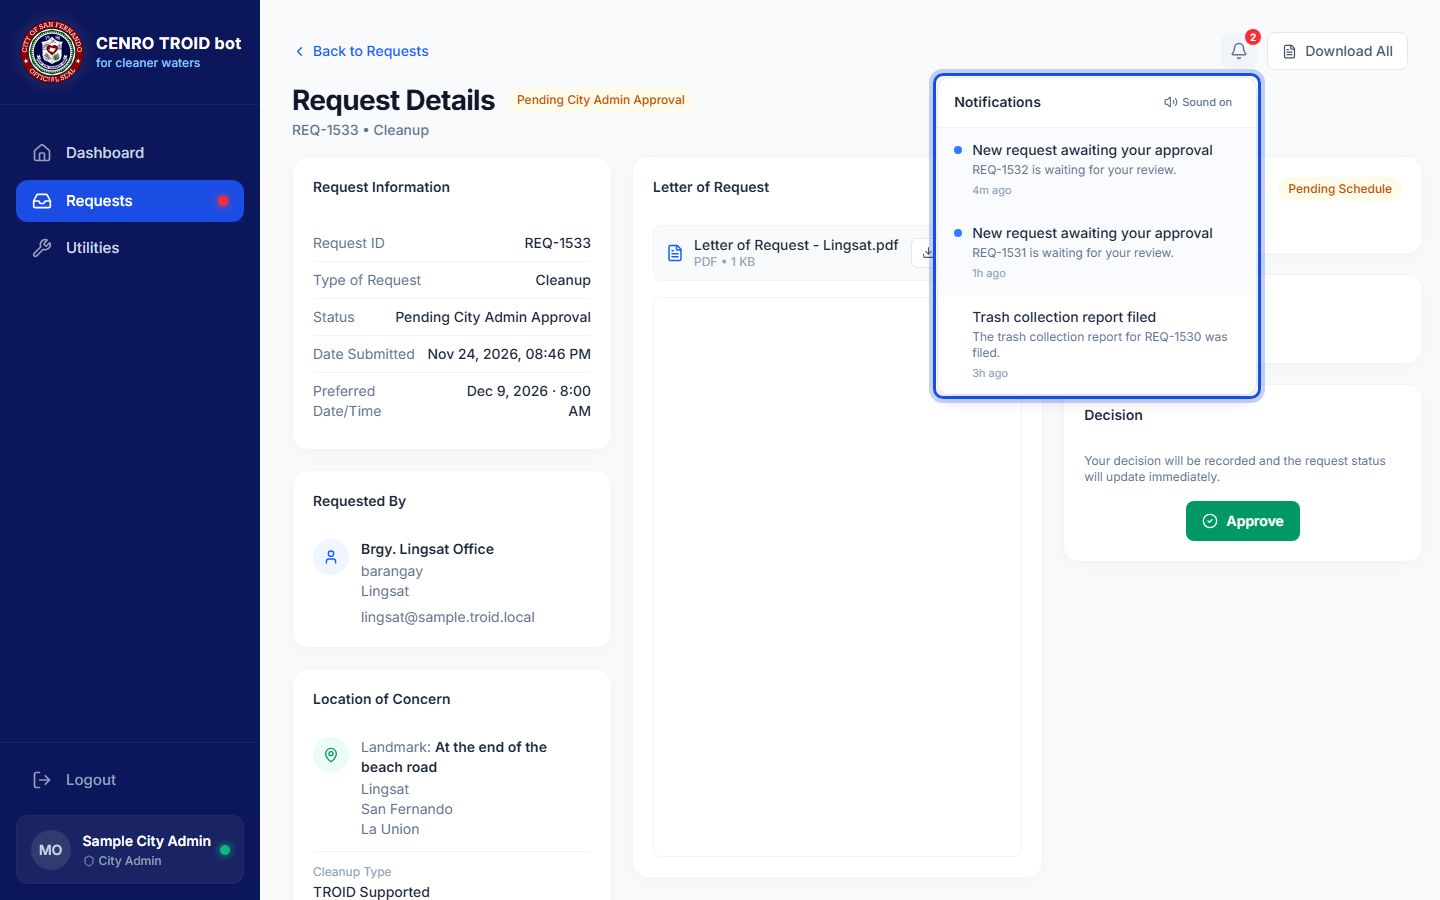 CITY OF SAN FERNANDO
OFFICIAL SEAL
CENRO TROID bot
for cleaner waters
Dashboard
Requests
Utilities
Logout
MO
Sample City Admin
City Admin
Back to Requests
2
Download All
Request Details
Pending City Admin Approval
REQ-1533 • Cleanup
Request Information
Request ID REQ-1533
Type of Request Cleanup
Status Pending City Admin Approval
Date Submitted Nov 24, 2026, 08:46 PM
Preferred Date/Time Dec 9, 2026 · 8:00 AM
Requested By
Brgy. Lingsat Office
barangay
Lingsat
lingsat@sample.troid.local
Location of Concern
Landmark: At the end of the
beach road
Lingsat
San Fernando
La Union
Cleanup Type
TROID Supported
Letter of Request
Letter of Request - Lingsat.pdf
PDF • 1 KB
Notifications
Sound on
New request awaiting your approval
REQ-1532 is waiting for your review.
4m ago
New request awaiting your approval
REQ-1531 is waiting for your review.
1h ago
Trash collection report filed
The trash collection report for REQ-1530 was
filed.
3h ago
Pending Schedule
Decision
Your decision will be recorded and the request status
will update immediately.
Approve